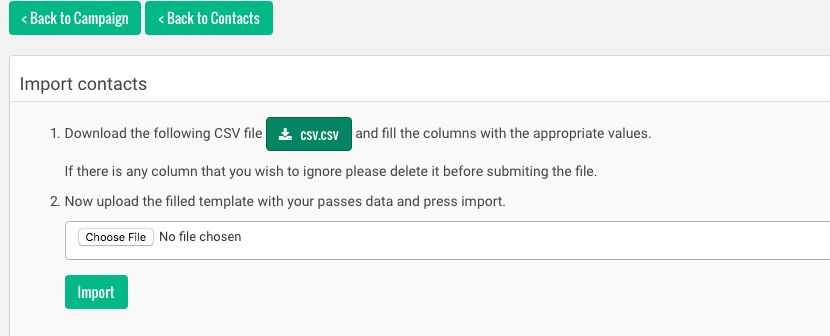 < Back to Campaign < Back to Contacts
Import contacts
1. Download the following CSV file csv.csv and fill the columns with the appropriate values.
If there is any column that you wish to ignore please delete it before submiting the file.
2. Now upload the filled template with your passes data and press import.
Choose File No file chosen
Import